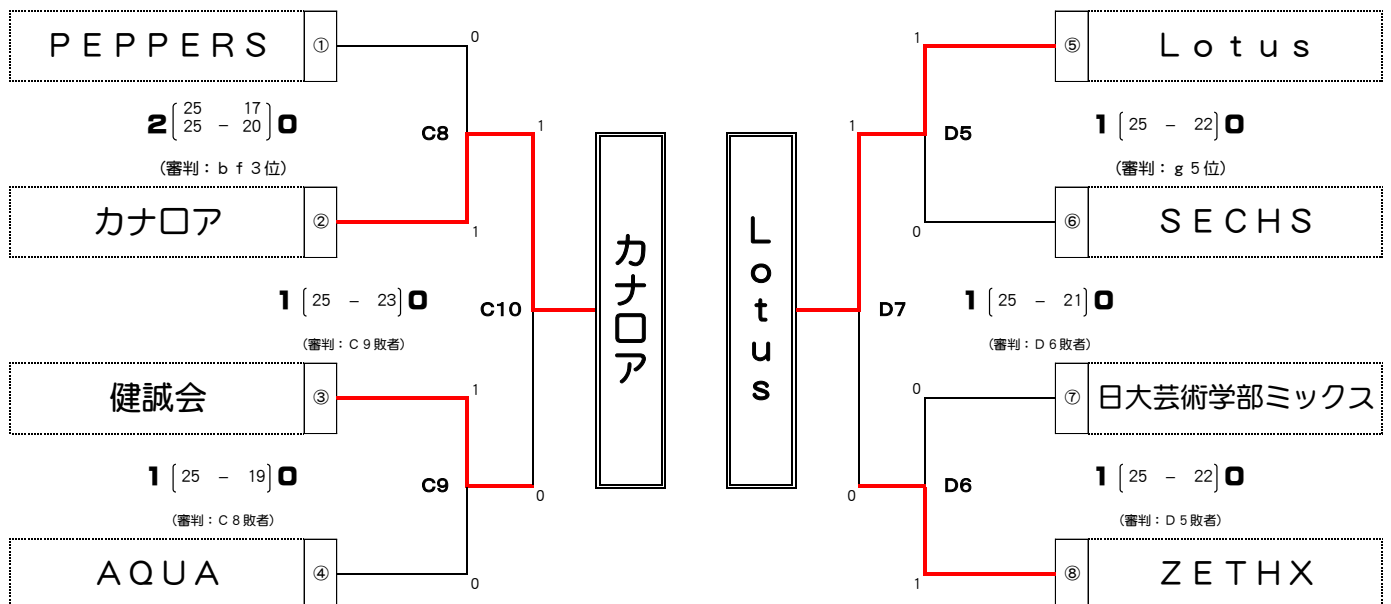 ＰＥＰＰＥＲＳ ① 0
2 25 17 0
25 － 20
C8
1
（審判：ｂｆ３位）
カナロア ② 1
1 25 － 23 0
C10
（審判：Ｃ９敗者）
健誠会 ③ 1
1 25 － 19 0
C9
0
（審判：Ｃ８敗者）
ＡＱＵＡ ④ 0
カナロア
Ｌｏｔｕｓ
1 ⑤ Ｌｏｔｕｓ
1
D5
1 25 － 22 0
（審判：ｇ５位）
0 ⑥ ＳＥＣＨＳ
D7
1 25 － 21 0
（審判：Ｄ６敗者）
0 ⑦ 日大芸術学部ミックス
0
D6
1 25 － 22 0
（審判：Ｄ５敗者）
1 ⑧ ＺＥＴＨＸ